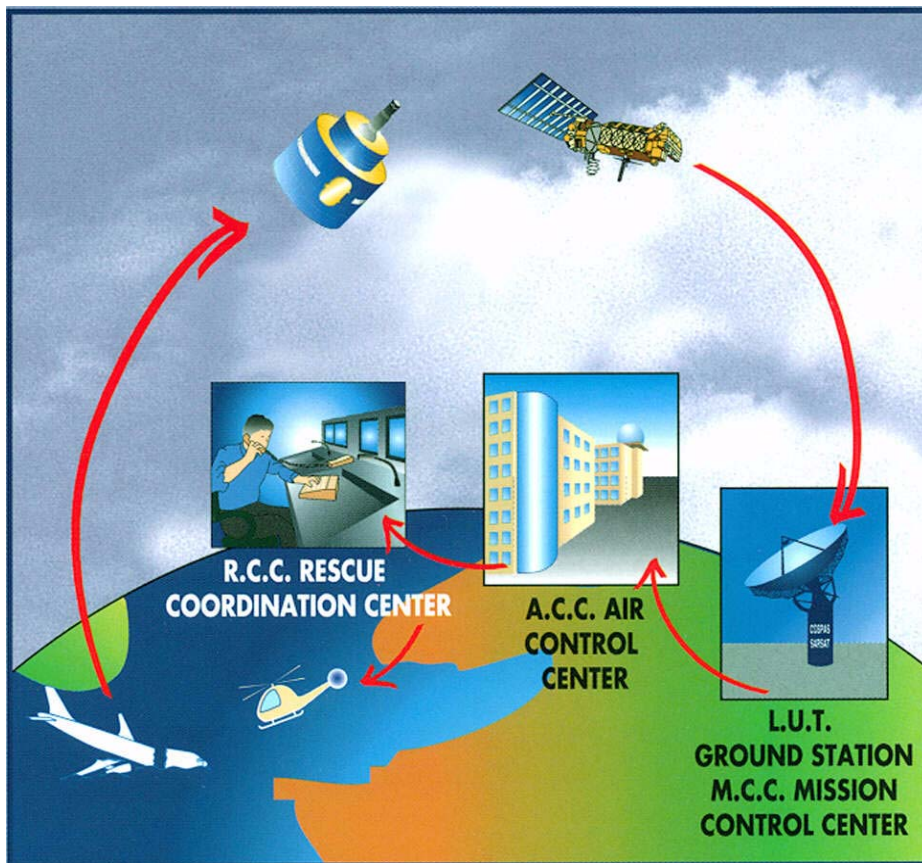 R.C.C. RESCUE
COORDINATION CENTER
A.C.C. AIR
CONTROL
CENTER
COSPAS
SARSAT
L.U.T.
GROUND STATION
M.C.C. MISSION
CONTROL CENTER